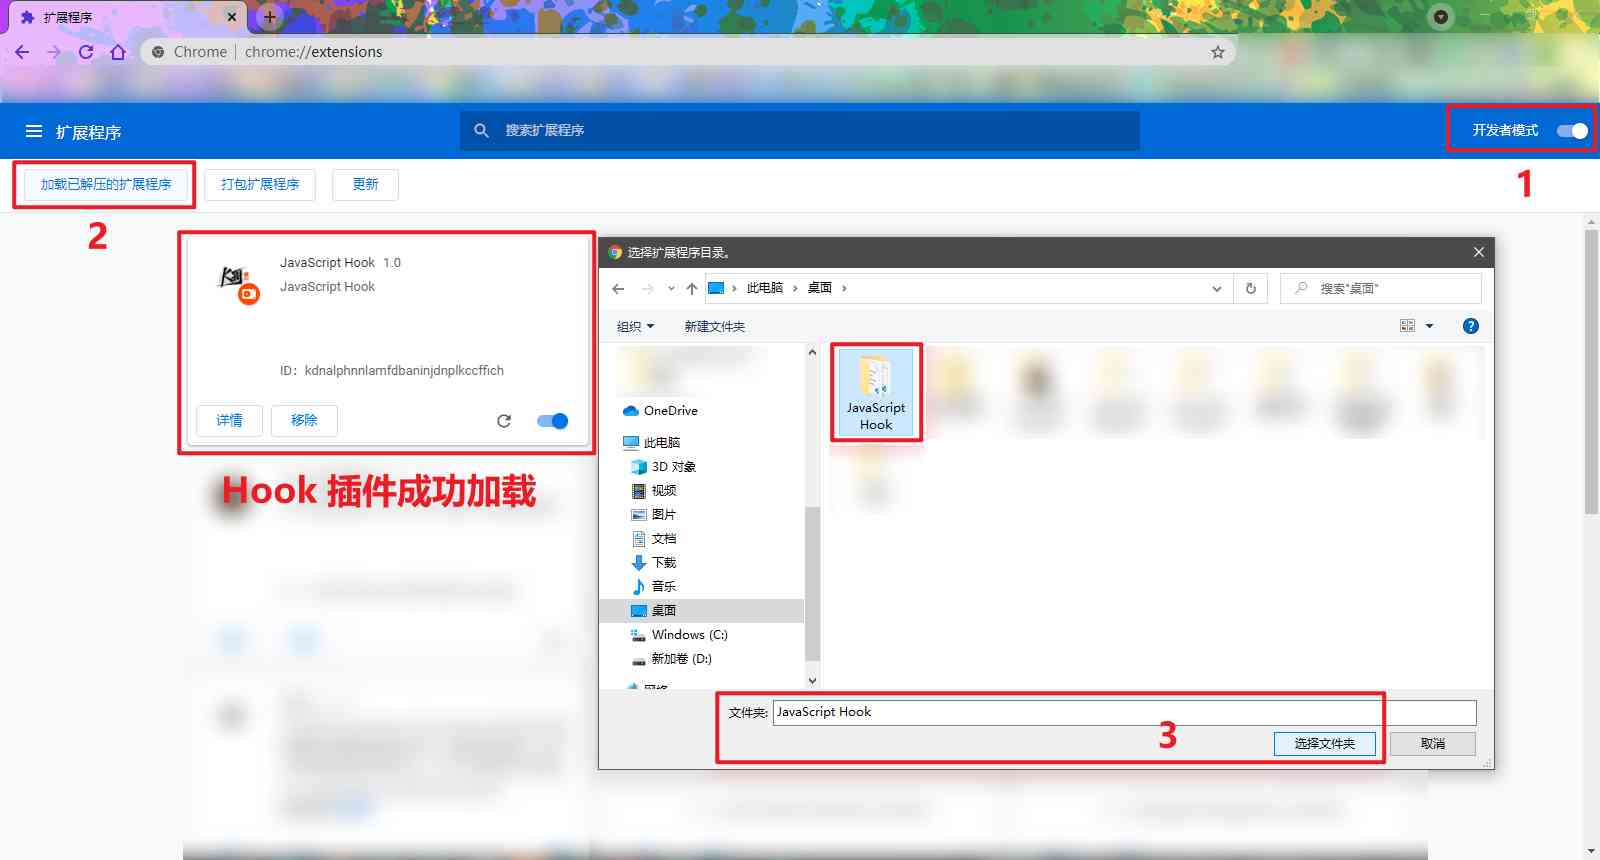 扩展程序
Chrome | chrome://extensions
扩展程序
搜索扩展程序
开发者模式
1
加载已解压的扩展程序
打包扩展程序
更新
2
JavaScript Hook 1.0
JavaScript Hook
ID: kdnalphnnlamfdbaninjdnplkccffich
详情
移除
Hook 插件成功加载
选择扩展程序目录。
此电脑 › 桌面 ›
搜索"桌面"
组织
新建文件夹
OneDrive
此电脑
3D 对象
视频
图片
文档
下载
音乐
桌面
Windows (C:)
新加卷 (D:)
网络
JavaScript
Hook
文件夹:
JavaScript Hook
3
选择文件夹
取消